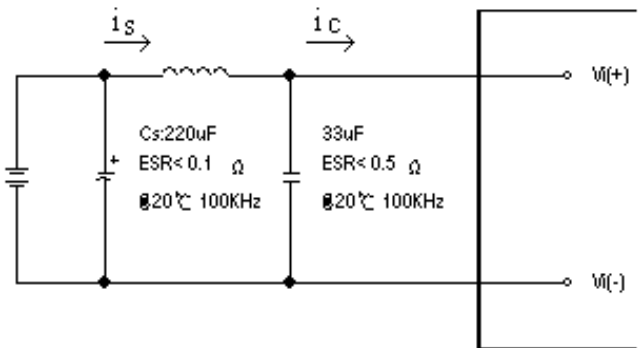 is
ic
Vi(+)
Cs:220uF
ESR<0.1 Ω
@20℃ 100KHz
33uF
ESR<0.5 Ω
@20℃ 100KHz
+
Vi(-)